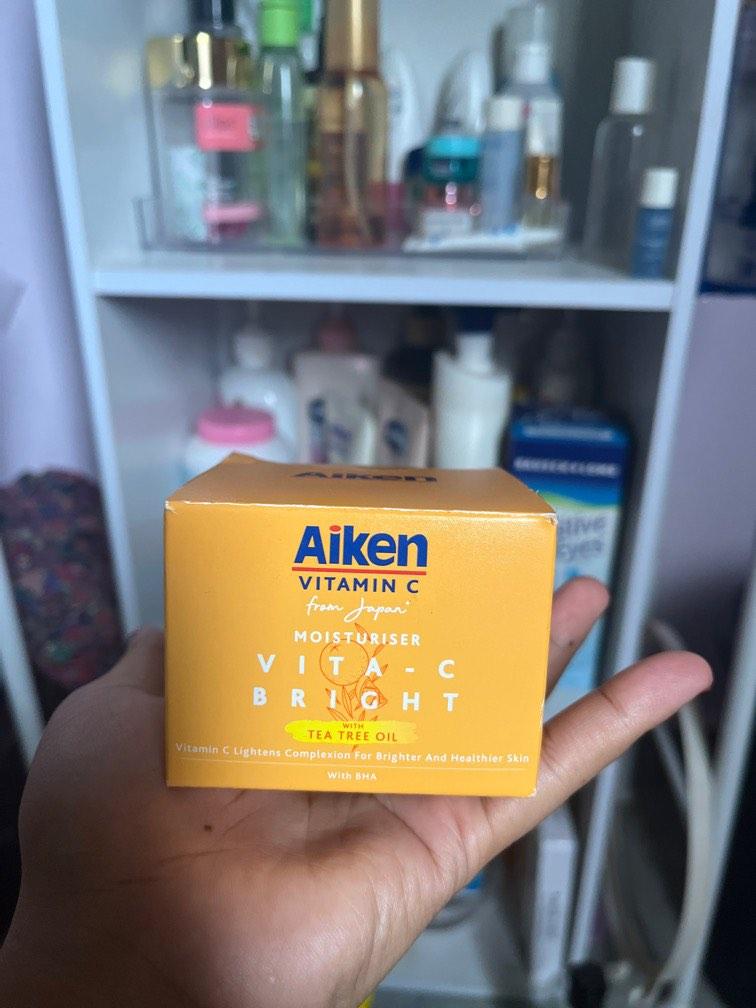 Aiken
Aiken
VITAMIN C
from Japan*
MOISTURISER
VITA-C
BRIGHT
WITH
TEA TREE OIL
Vitamin C Lightens Complexion For Brighter And Healthier Skin
With BHA
Eyes